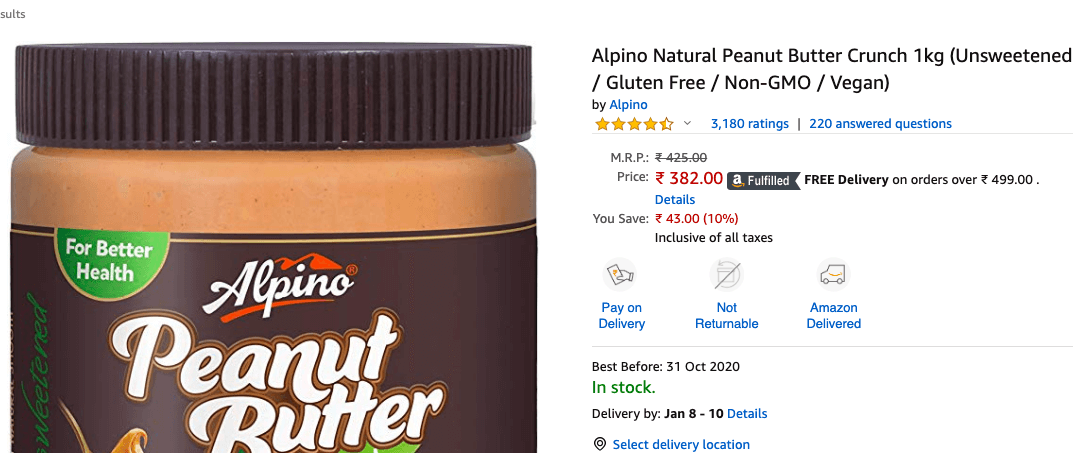 sults
Alpino Natural Peanut Butter Crunch 1kg (Unsweetened
/ Gluten Free / Non-GMO / Vegan)
by Alpino
3,180 ratings | 220 answered questions
M.R.P.: ₹ 425.00
Price: ₹ 382.00 a Fulfilled FREE Delivery on orders over ₹ 499.00 .
Details
You Save: ₹ 43.00 (10%)
Inclusive of all taxes
Pay on
Delivery
Not
Returnable
Amazon
Delivered
Best Before: 31 Oct 2020
In stock.
Delivery by: Jan 8 - 10 Details
Select delivery location
For Better
Health
Alpino®
Peanut
Butter
sweetened